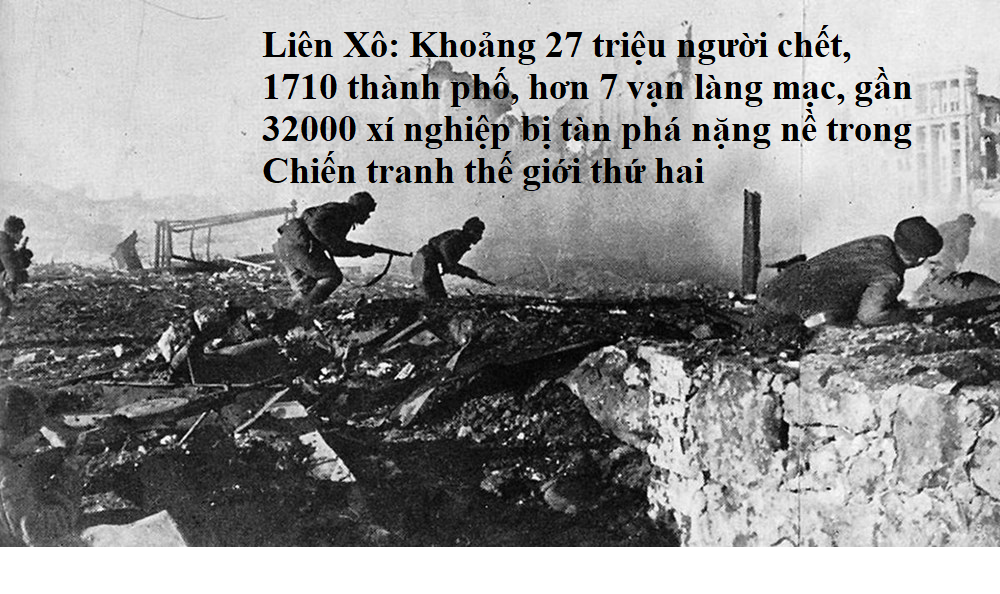 Liên Xô: Khoảng 27 triệu người chết,
1710 thành phố, hơn 7 vạn làng mạc, gần
32000 xí nghiệp bị tàn phá nặng nề trong
Chiến tranh thế giới thứ hai